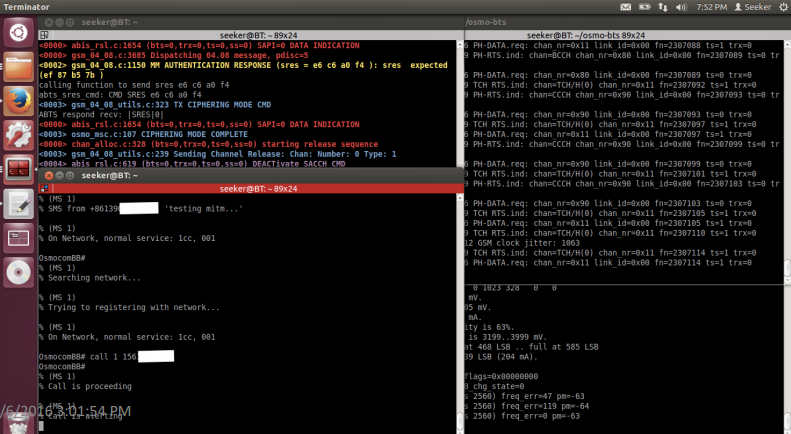 Terminator
7:52 PM
Seeker
seeker@BT: ~
/osmo-bts
seeker@BT: ~ 89x24
<0000> abis_rsl.c:1654 (bts=0,trx=0,ts=0,ss=0) SAPI=0 DATA INDICATION
<0000> gsm_04_08.c:3685 Dispatching 04.08 message, pdisc=5
<0002> gsm_04_08.c:1150 MM AUTHENTICATION RESPONSE (sres = e6 c6 a0 f4 ): sres  expected
(ef 87 b5 7b )
calling function to send sres e6 c6 a0 f4
abts sres_cmd: CMD SRES e6 c6 a0 f4
<0003> gsm_04_08_utils.c:323 TX CIPHERING MODE CMD
ABTS respond recv: |SRES|0|
<0000> abis_rsl.c:1654 (bts=0,trx=0,ts=0,ss=0) SAPI=0 DATA INDICATION
<0003> osmo_msc.c:107 CIPHERING MODE COMPLETE
<0000> chan_alloc.c:328 (bts=0,trx=0,ts=0,ss=0) starting release sequence
<0003> gsm_04_08_utils.c:239 Sending Channel Release: Chan: Number: 0 Type: 1
<0004> abis_rsl.c:619 (bts=0,trx=0,ts=0,ss=0) DEACTivate SACCH CMD
seeker@BT: ~/osmo-bts 89x24
6 PH-DATA.req: chan_nr=0x11 link_id=0x00 fn=2307088 ts=1 trx=0
9 PH-RTS.ind: chan=BCCH chan_nr=0x80 link_id=0x00 fn=2307089 ts=0 tr
6 PH-DATA.req: chan_nr=0x80 link_id=0x00 fn=2307089 ts=0 trx=0
9 TCH RTS.ind: chan=TCH/H(0) chan_nr=0x11 fn=2307092 ts=1 trx=0
9 PH-RTS.ind: chan=CCCH chan_nr=0x90 link_id=0x00 fn=2307093 ts=0 tr
6 PH-DATA.req: chan_nr=0x90 link_id=0x00 fn=2307093 ts=0 trx=0
9 TCH RTS.ind: chan=TCH/H(0) chan_nr=0x11 fn=2307097 ts=1 trx=0
6 PH-DATA.req: chan_nr=0x11 link_id=0x00 fn=2307097 ts=1 trx=0
9 PH-RTS.ind: chan=CCCH chan_nr=0x90 link_id=0x00 fn=2307099 ts=0 tr
6 PH-DATA.req: chan_nr=0x90 link_id=0x00 fn=2307099 ts=0 trx=0
9 TCH RTS.ind: chan=TCH/H(0) chan_nr=0x11 fn=2307101 ts=1 trx=0
9 PH-RTS.ind: chan=CCCH chan_nr=0x90 link_id=0x00 fn=2307103 ts=0 tr
6 PH-DATA.req: chan_nr=0x90 link_id=0x00 fn=2307103 ts=0 trx=0
9 TCH RTS.ind: chan=TCH/H(0) chan_nr=0x11 fn=2307105 ts=1 trx=0
6 PH-DATA.req: chan_nr=0x11 link_id=0x00 fn=2307105 ts=1 trx=0
9 TCH RTS.ind: chan=TCH/H(0) chan_nr=0x11 fn=2307110 ts=1 trx=0
12 GSM clock jitter: 1063
9 TCH RTS.ind: chan=TCH/H(0) chan_nr=0x11 fn=2307114 ts=1 trx=0
6 PH-DATA.req: chan_nr=0x11 link_id=0x00 fn=2307114 ts=1 trx=0
seeker@BT: ~
seeker@BT: ~ 89x24
% (MS 1)
% SMS from +86139 'testing mitm...'
% (MS 1)
% On Network, normal service: 1cc, 001
OsmocomBB#
% (MS 1)
% Searching network...
% (MS 1)
% Trying to registering with network...
% (MS 1)
% On Network, normal service: 1cc, 001
OsmocomBB# call 1 156
OsmocomBB#
% (MS 1)
% Call is proceeding
% (MS 1)
% Call is alerting
0 1023 328   0   0
mV.
05 mV.
mA.
ity is 63%.
is 3199..3999 mV.
at 468 LSB .. full at 585 LSB
09 LSB (204 mA).
flags=0x00000000
8 chg_state=0
s 2560) freq_err=47 pm=-63
s 2560) freq_err=119 pm=-64
s 2560) freq_err=0 pm=-63
/6/2016 3:01:54 PM